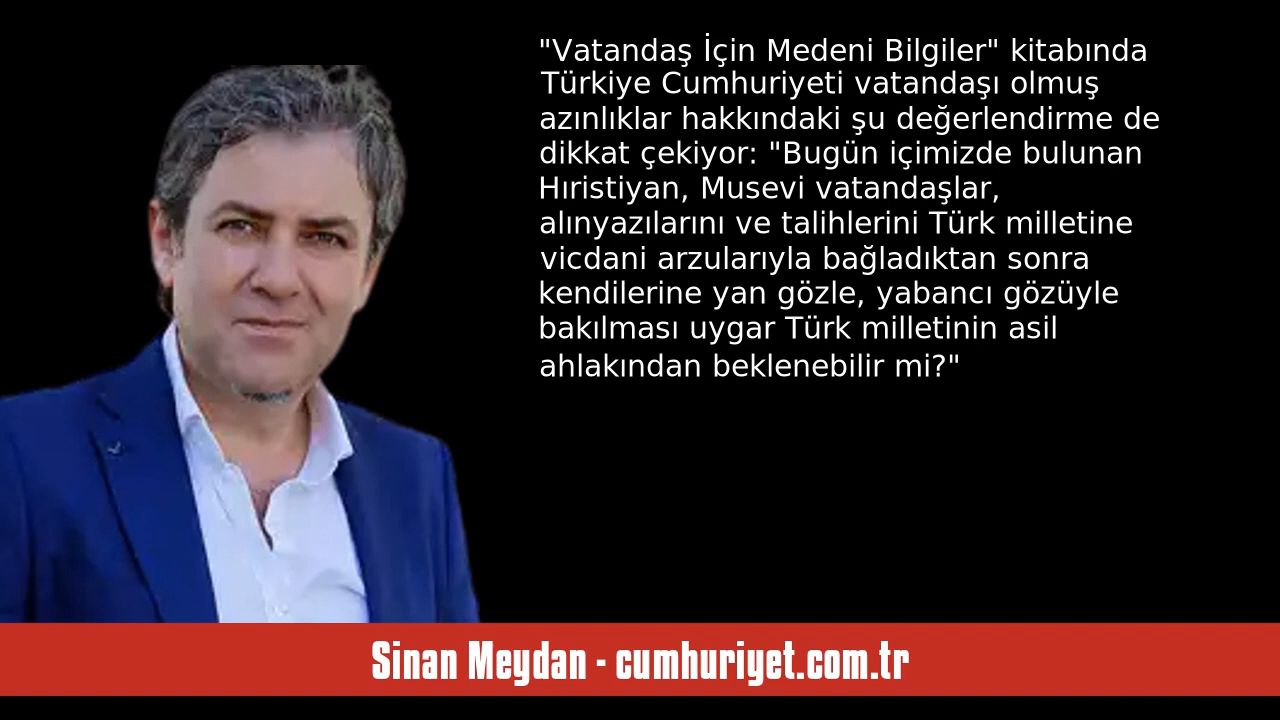 "Vatandaş İçin Medeni Bilgiler" kitabında
Türkiye Cumhuriyeti vatandaşı olmuş
azınlıklar hakkındaki şu değerlendirme de
dikkat çekiyor: "Bugün içimizde bulunan
Hıristiyan, Musevi vatandaşlar,
alınyazılarını ve talihlerini Türk milletine
vicdani arzularıyla bağladıktan sonra
kendilerine yan gözle, yabancı gözüyle
bakılması uygar Türk milletinin asil
ahlakından beklenebilir mi?"
Sinan Meydan - cumhuriyet.com.tr